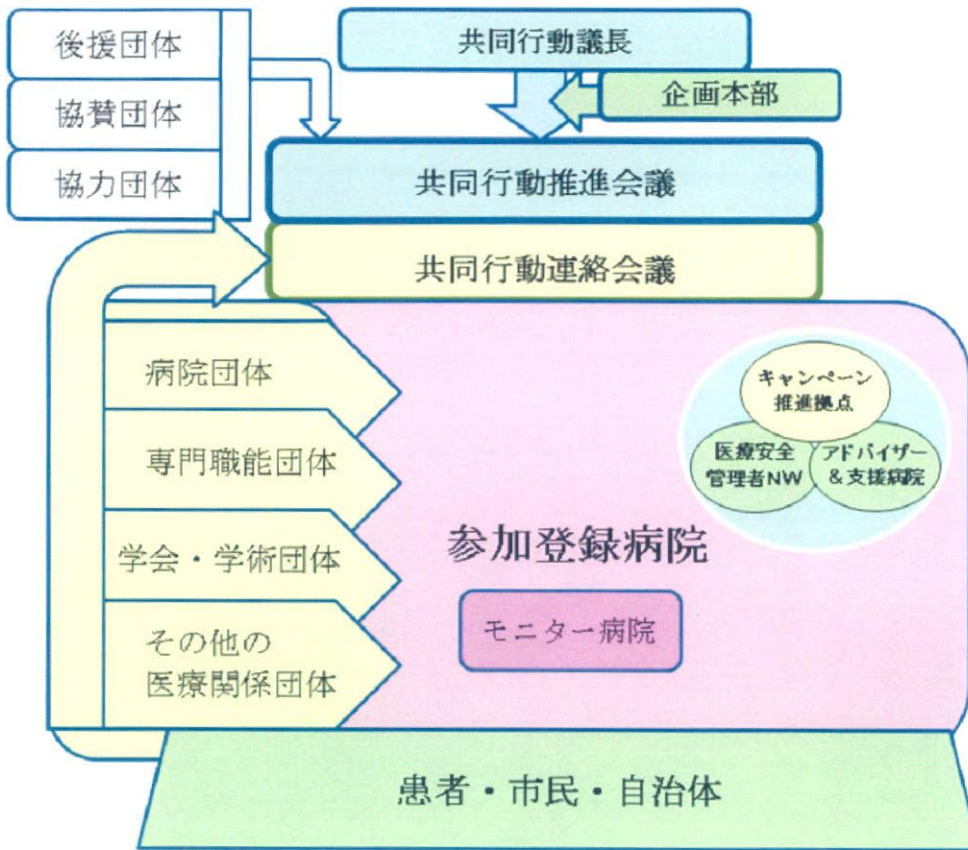 後援団体
協賛団体
協力団体
共同行動議長
企画本部
共同行動推進会議
共同行動連絡会議
病院団体
専門職能団体
学会・学術団体
その他の
医療関係団体
キャンペーン
推進拠点
医療安全
管理者NW
アドバイザー
&支援病院
参加登録病院
モニター病院
患者・市民・自治体